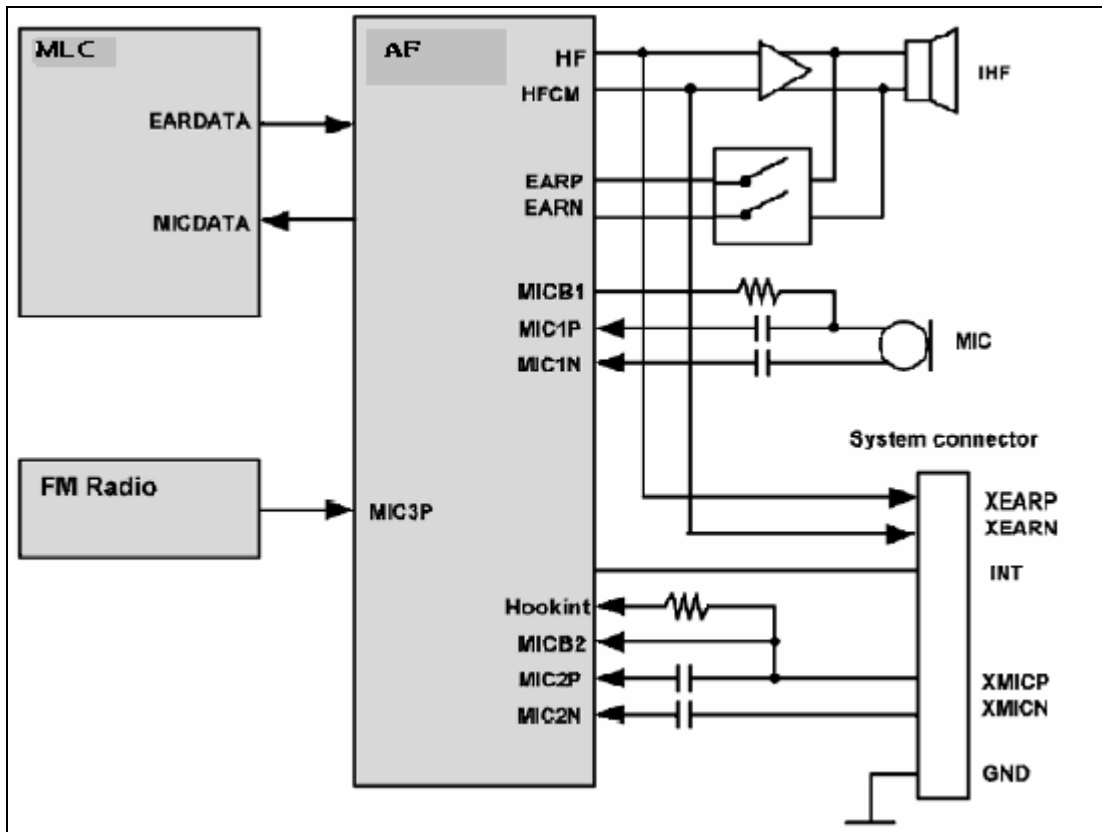 MLC
EARDATA
MICDATA
FM Radio
AF
HF
HFCM
EARP
EARN
MICB1
MIC1P
MIC1N
MIC3P
Hookint
MICB2
MIC2P
MIC2N
IHF
MIC
System connector
XEARP
XEARN
INT
XMICP
XMICN
GND